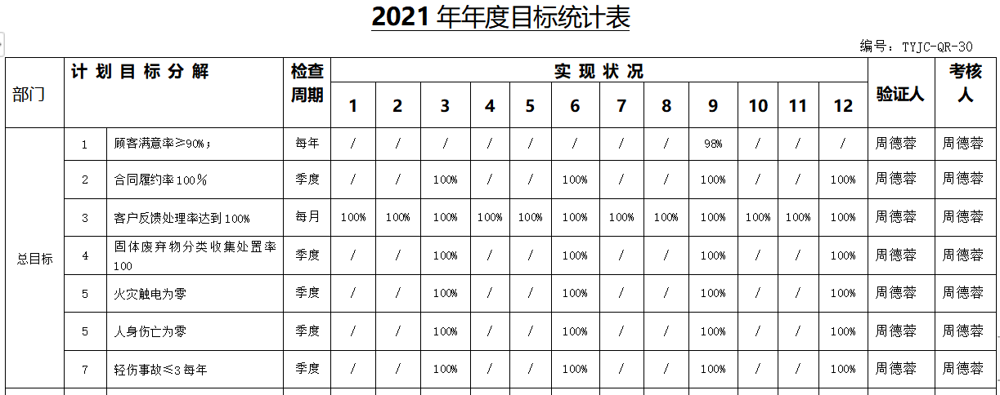 2021 年年度目标统计表
编号：TYJC-QR-30
部门 计 划 目 标 分 解 检查周期 实 现 状 况 验证人 考核人
1 2 3 4 5 6 7 8 9 10 11 12
总目标
1 顾客满意率≥90%； 每年 / / / / / / / / 98% / / / 周德蓉 周德蓉
2 合同履约率 100％ 季度 / / 100% / / 100% / / 100% / / 100% 周德蓉 周德蓉
3 客户反馈处理率达到 100% 每月 100% 100% 100% 100% 100% 100% 100% 100% 100% 100% 100% 100% 周德蓉 周德蓉
4 固体废弃物分类收集处置率
100 季度 / / 100% / / 100% / / 100% / / 100% 周德蓉 周德蓉
5 火灾触电为零 季度 / / 100% / / 100% / / 100% / / 100% 周德蓉 周德蓉
5 人身伤亡为零 季度 / / 100% / / 100% / / 100% / / 100% 周德蓉 周德蓉
7 轻伤事故≤3 每年 季度 / / 100% / / 100% / / 100% / / 100% 周德蓉 周德蓉